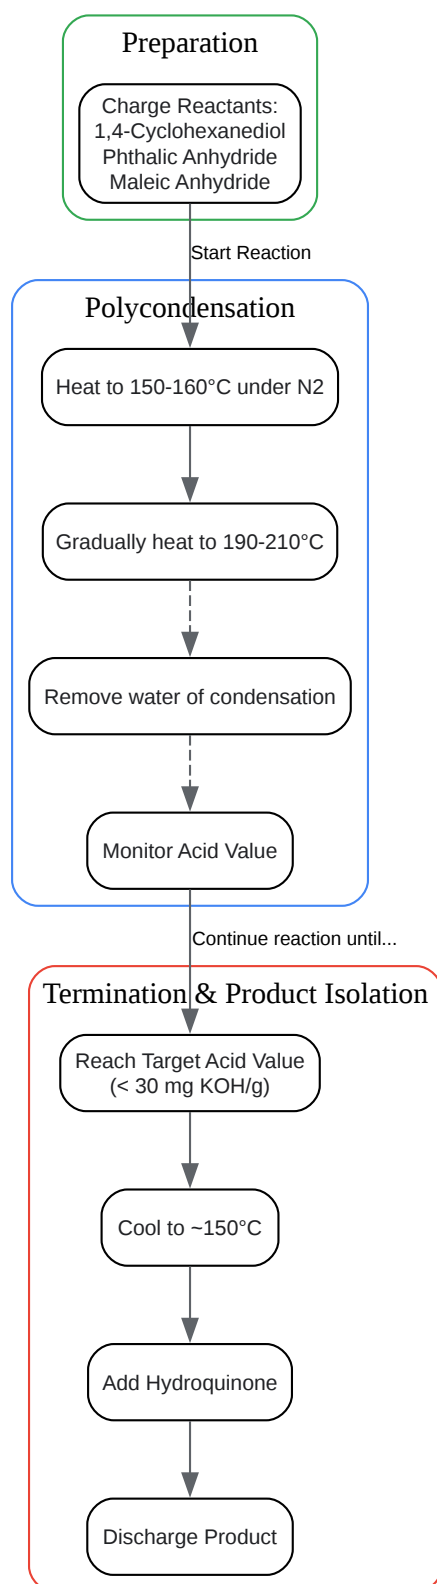 Preparation
Charge Reactants:
1,4-Cyclohexanediol
Phthalic Anhydride
Maleic Anhydride
Start Reaction
Polycondensation
Heat to 150-160°C under N2
Gradually heat to 190-210°C
Remove water of condensation
Monitor Acid Value
Continue reaction until...
Termination & Product Isolation
Reach Target Acid Value
(< 30 mg KOH/g)
Cool to ~150°C
Add Hydroquinone
Discharge Product